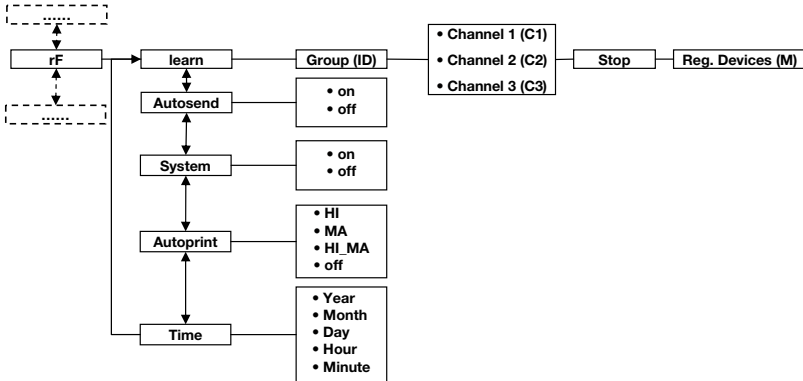 ......
rF
......
learn
Group (ID)
• Channel 1 (C1)
• Channel 2 (C2)
• Channel 3 (C3)
Stop
Reg. Devices (M)
Autosend
• on
• off
System
• on
• off
Autoprint
• HI
• MA
• HI_MA
• off
Time
• Year
• Month
• Day
• Hour
• Minute